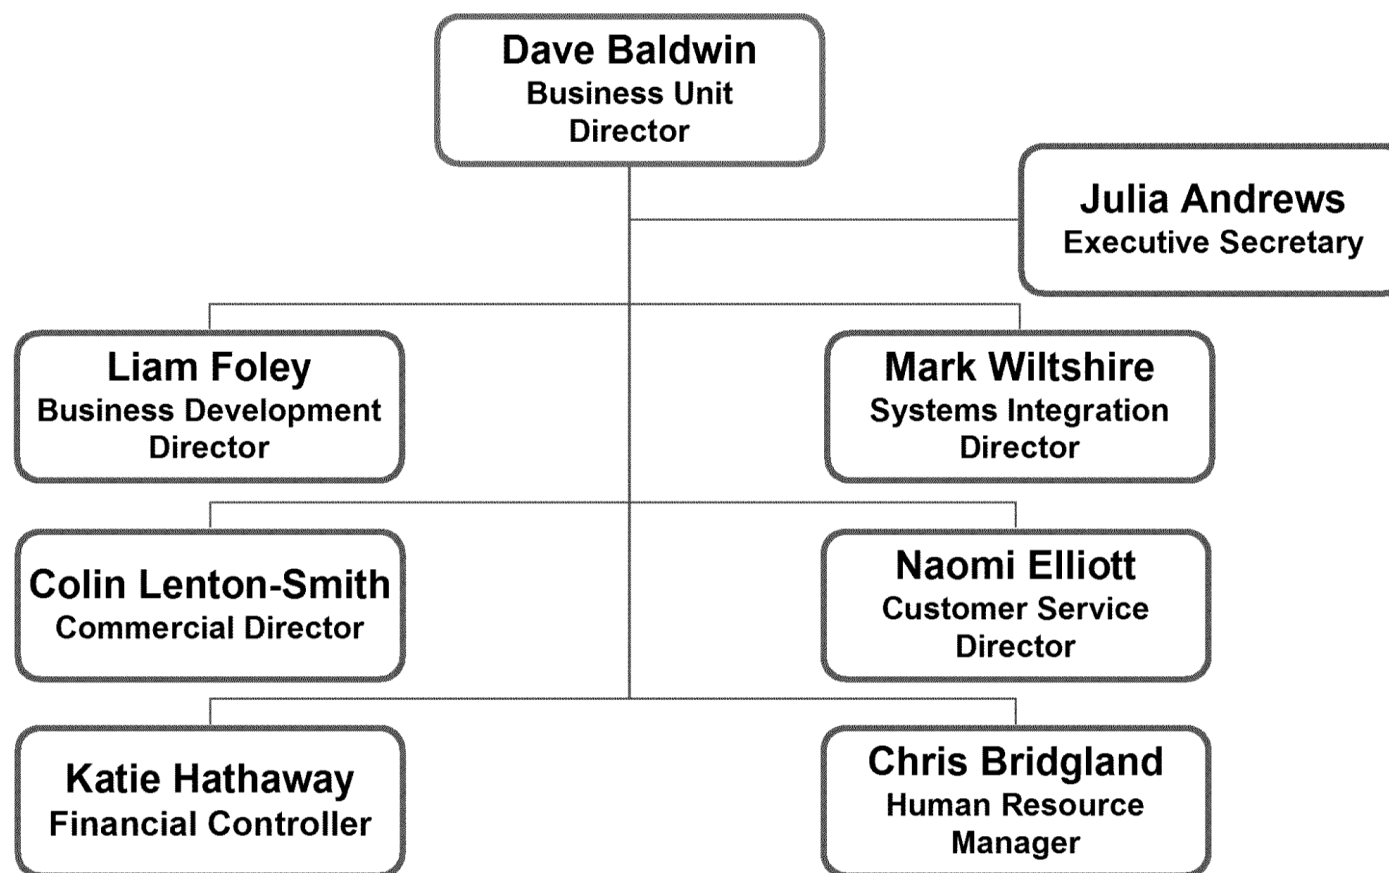 Dave Baldwin
Business Unit
Director
Julia Andrews
Executive Secretary
Liam Foley
Business Development
Director
Mark Wiltshire
Systems Integration
Director
Colin Lenton-Smith
Commercial Director
Naomi Elliott
Customer Service
Director
Katie Hathaway
Financial Controller
Chris Bridgland
Human Resource
Manager